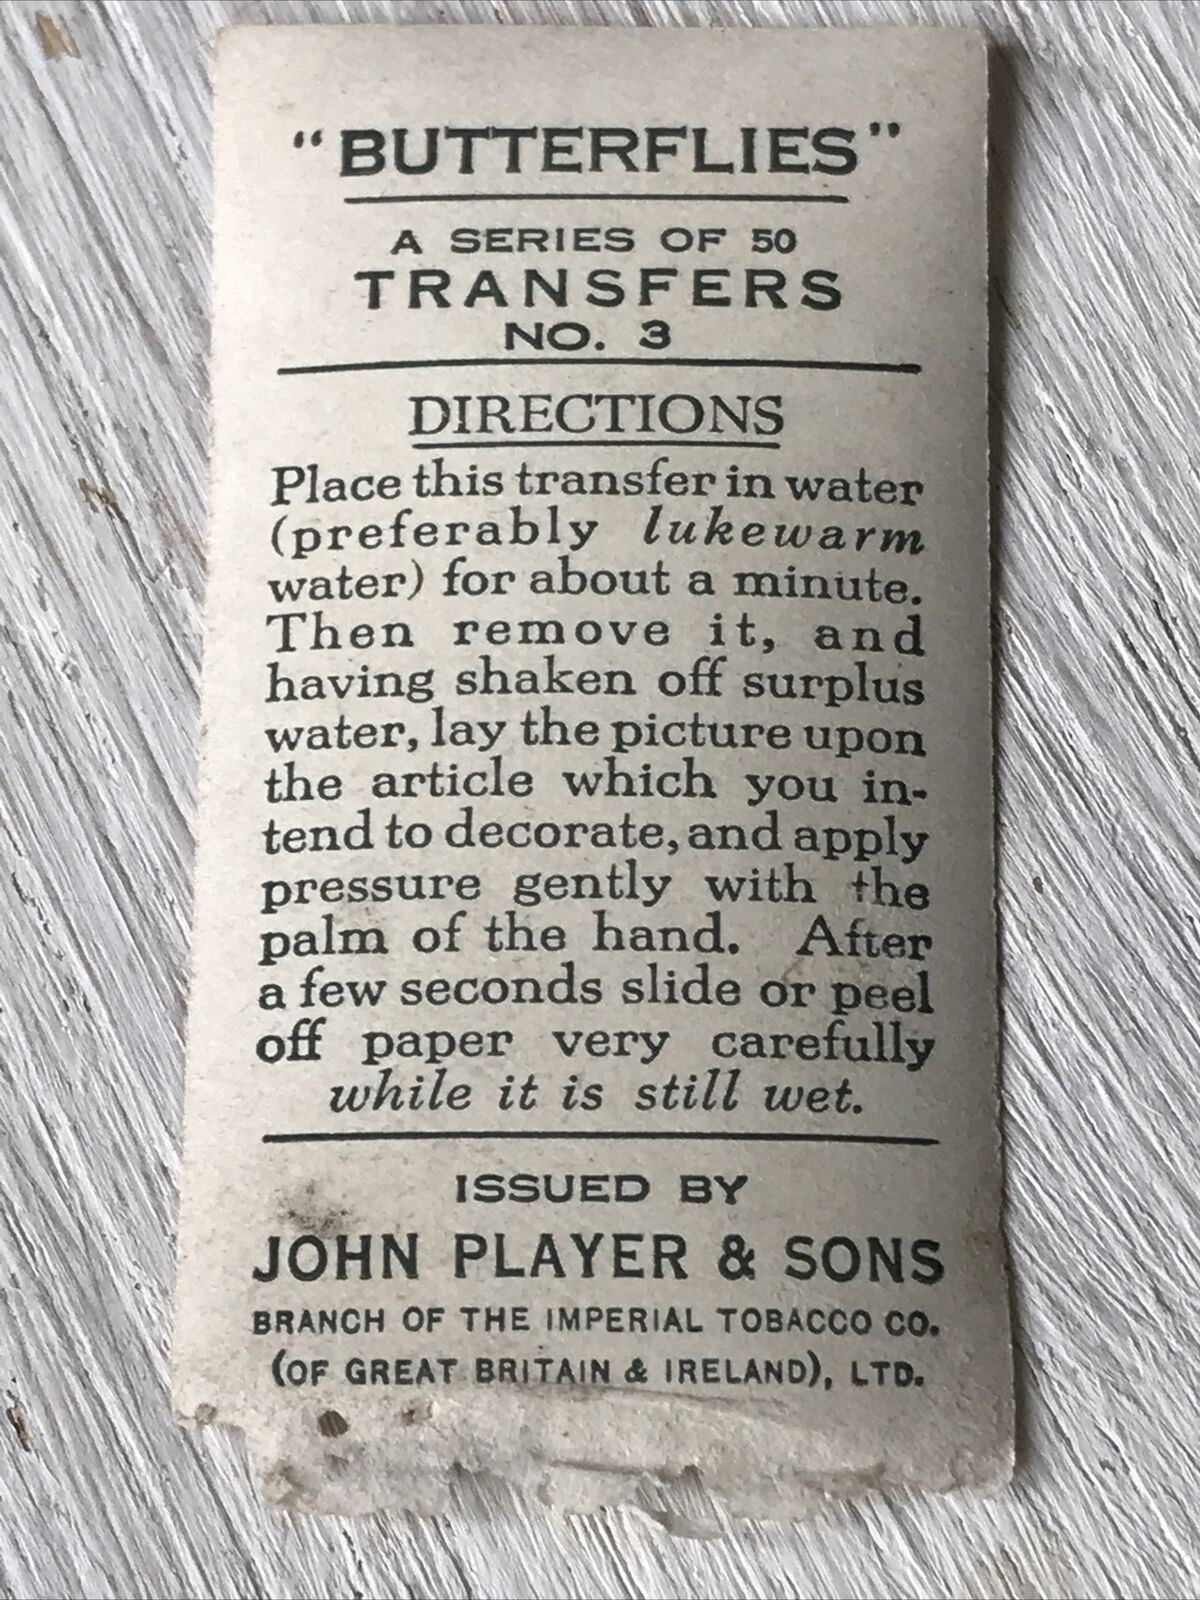 "BUTTERFLIES"
A SERIES OF 50
TRANSFERS
NO. 3
DIRECTIONS
Place this transfer in water
(preferably lukewarm
water) for about a minute.
Then remove it, and
having shaken off surplus
water, lay the picture upon
the article which you in-
tend to decorate, and apply
pressure gently with the
palm of the hand. After
a few seconds slide or peel
off paper very carefully
while it is still wet.
ISSUED BY
JOHN PLAYER & SONS
BRANCH OF THE IMPERIAL TOBACCO CO.
(OF GREAT BRITAIN & IRELAND), LTD.